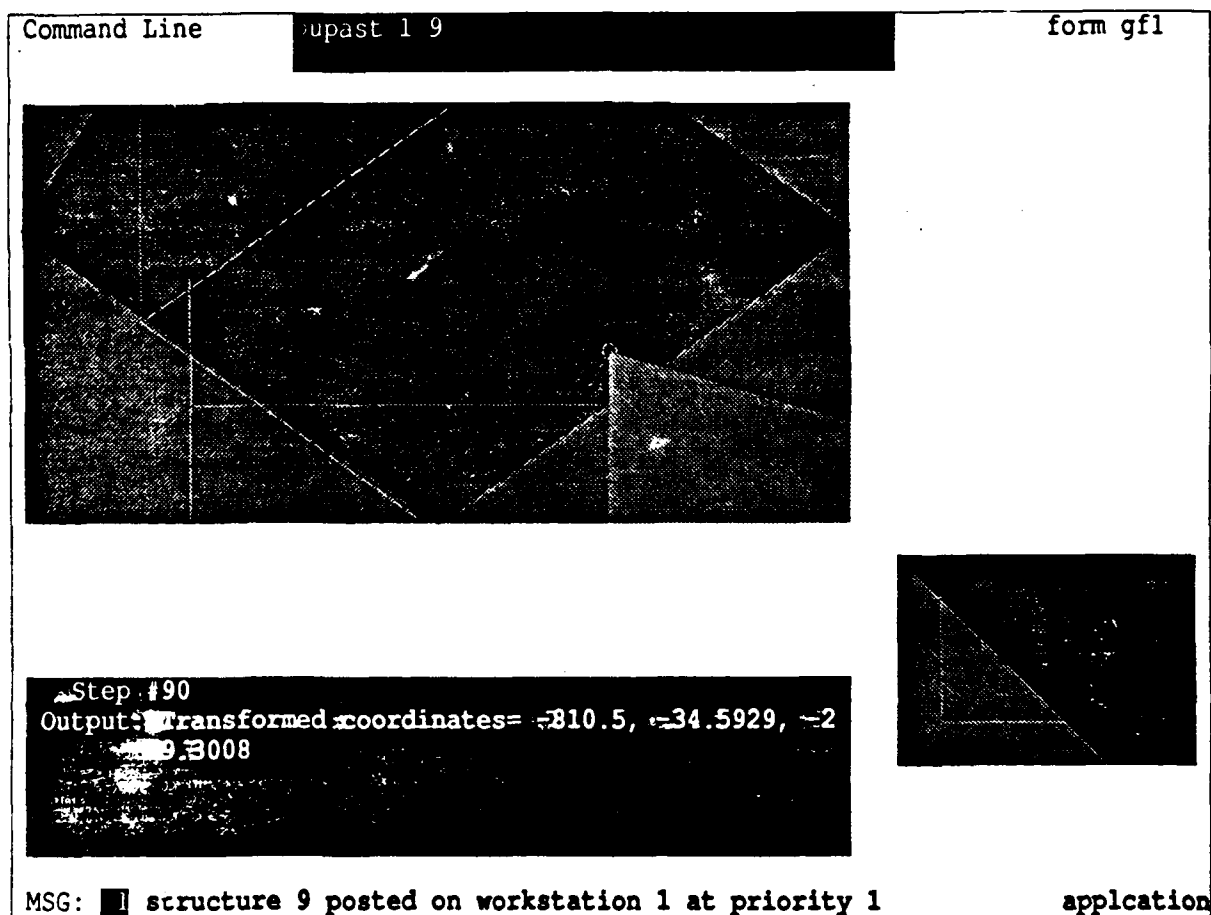 Command Line upast 1 9 form gf1
Step #90
Output: Transformed coordinates= -810.5, -34.5929, -2
9.3008
MSG: 1 structure 9 posted on workstation 1 at priority 1 applcation